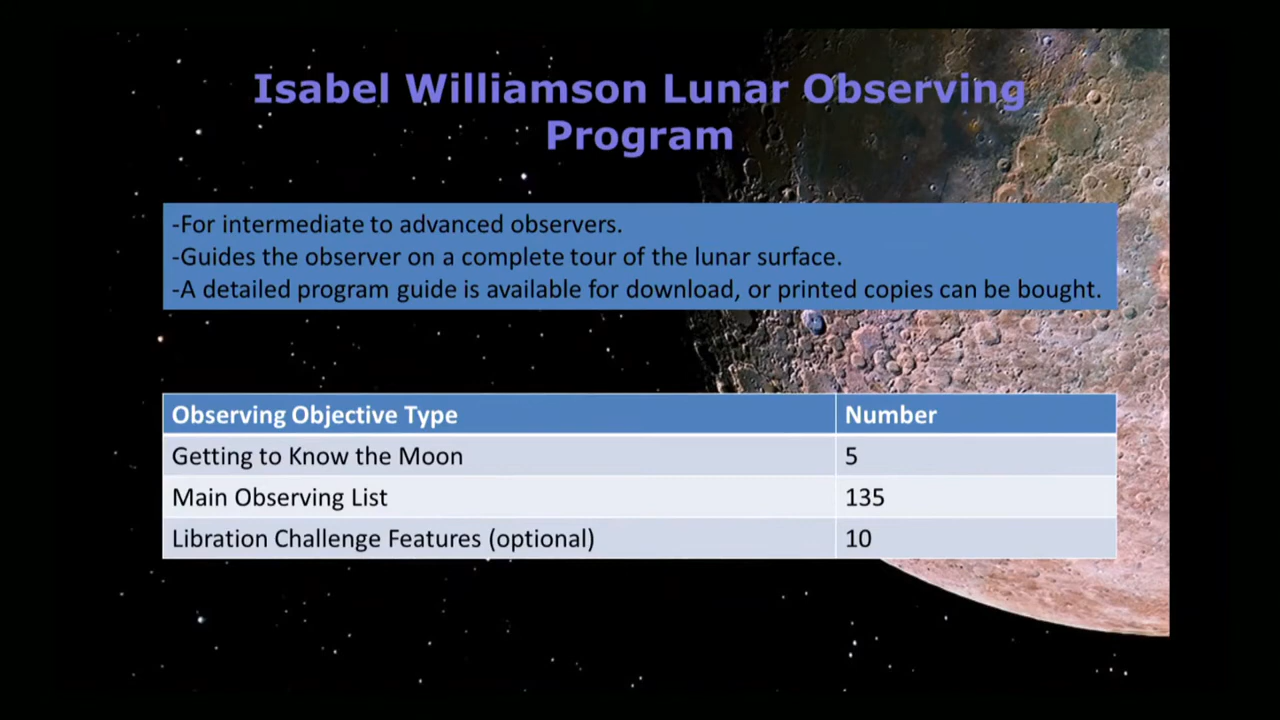 Isabel Williamson Lunar Observing
Program
-For intermediate to advanced observers.
-Guides the observer on a complete tour of the lunar surface.
-A detailed program guide is available for download, or printed copies can be bought.
Observing Objective Type Number
Getting to Know the Moon 5
Main Observing List 135
Libration Challenge Features (optional) 10